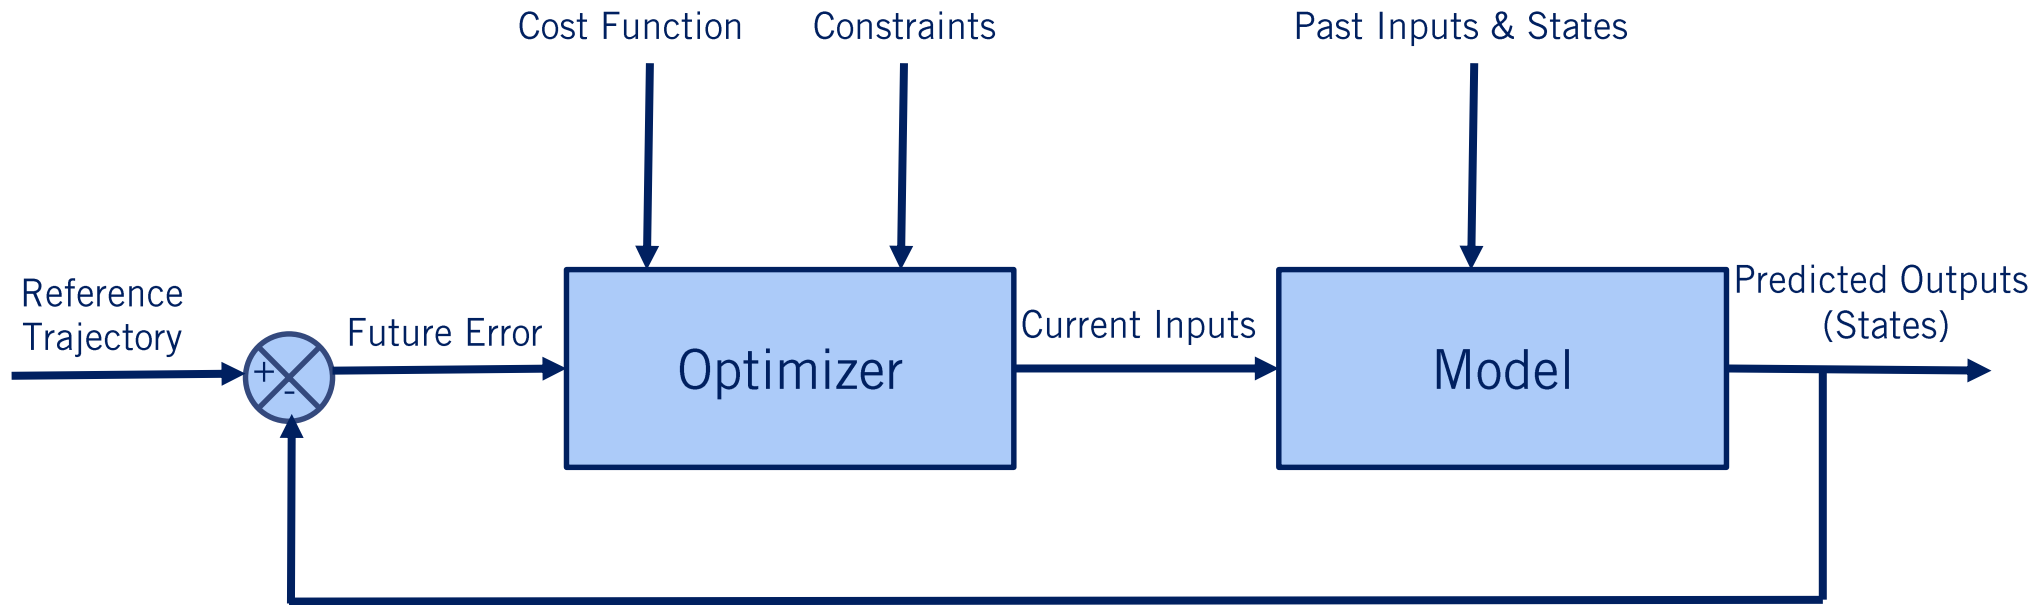 Cost Function
Constraints
Past Inputs & States
Reference
Trajectory
+
-
Future Error
Optimizer
Current Inputs
Model
Predicted Outputs
(States)